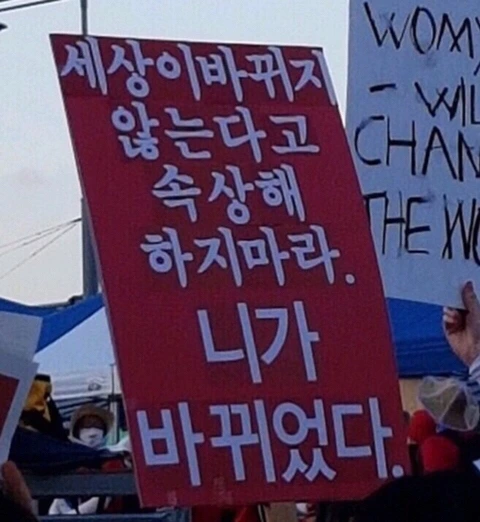 세상이바뀌지
않는다고
속상해
하지마라.
니가
바뀌었다.
- WIL
CHAN
THE WO